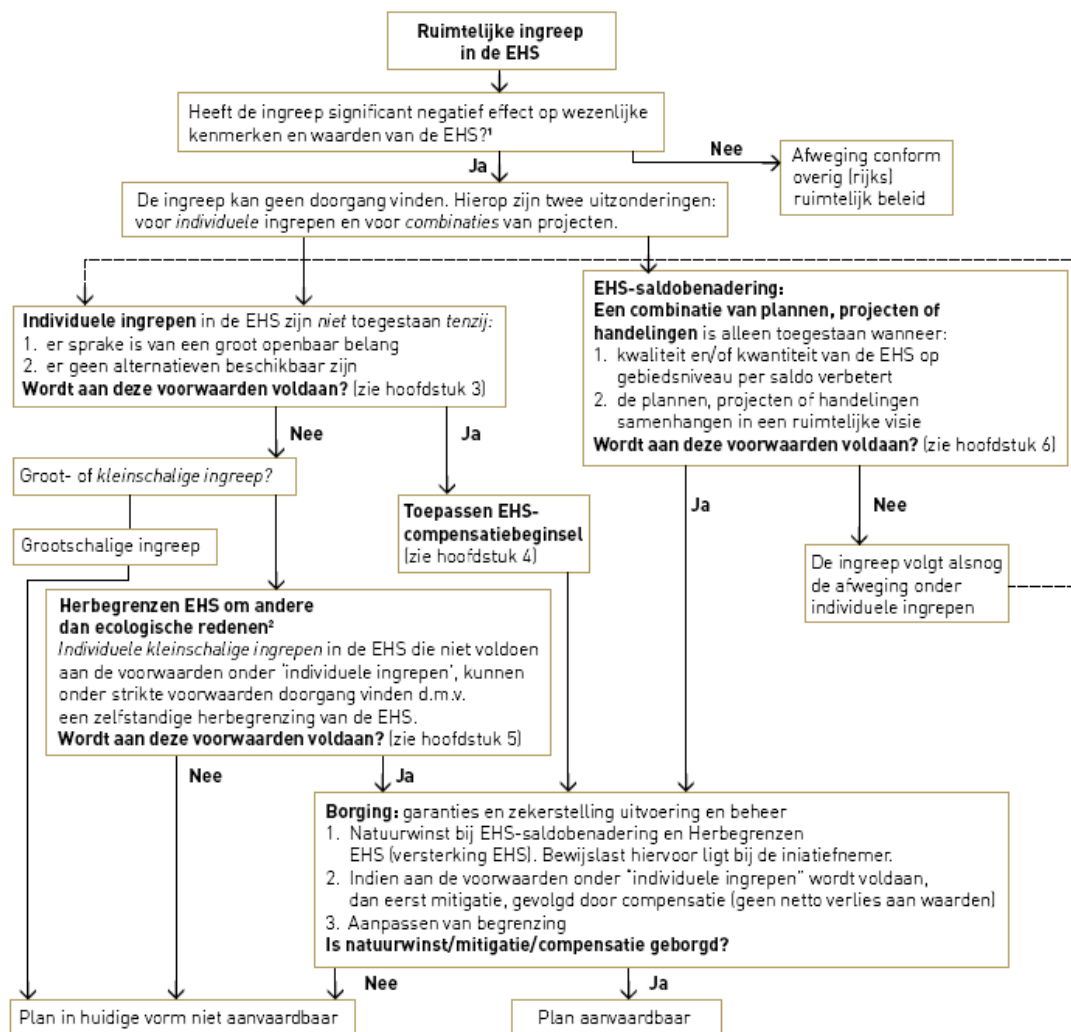 Ruimtelijke ingreep
in de EHS
Heeft de ingreep significant negatief effect op wezenlijke
kenmerken en waarden van de EHS?¹
Nee
Ja
Afweging conform
overig (rijks)
ruimtelijk beleid
De ingreep kan geen doorgang vinden. Hierop zijn twee uitzonderingen:
voor individuele ingrepen en voor combinaties van projecten.
Individuele ingrepen in de EHS zijn niet toegestaan tenzij:
1. er sprake is van een groot openbaar belang
2. er geen alternatieven beschikbaar zijn
Wordt aan deze voorwaarden voldaan? (zie hoofdstuk 3)
EHS-saldobenadering:
Een combinatie van plannen, projecten of
handelingen is alleen toegestaan wanneer:
1. kwaliteit en/of kwantiteit van de EHS op
gebiedsniveau per saldo verbetert
2. de plannen, projecten of handelingen
samenhangen in een ruimtelijke visie
Wordt aan deze voorwaarden voldaan? (zie hoofdstuk 6)
Nee
Ja
Groot- of kleinschalige ingreep?
Grootschalige ingreep
Toepassen EHS-
compensatiebeginsel
(zie hoofdstuk 4)
Ja
Nee
De ingreep volgt alsnog
de afweging onder
individuele ingrepen
Herbegrenzen EHS om andere
dan ecologische redenen²
Individuele kleinschalige ingrepen in de EHS die niet voldoen
aan de voorwaarden onder 'individuele ingrepen', kunnen
onder strikte voorwaarden doorgang vinden d.m.v.
een zelfstandige herbegrenzing van de EHS.
Wordt aan deze voorwaarden voldaan? (zie hoofdstuk 5)
Nee
Ja
Borging: garanties en zekerstelling uitvoering en beheer
1. Natuurwinst bij EHS-saldobenadering en Herbegrenzen
EHS (versterking EHS). Bewijslast hiervoor ligt bij de iniatiefnemer.
2. Indien aan de voorwaarden onder "individuele ingrepen" wordt voldaan,
dan eerst mitigatie, gevolgd door compensatie (geen netto verlies aan waarden)
3. Aanpassen van begrenzing
Is natuurwinst/mitigatie/compensatie geborgd?
Nee
Ja
Plan in huidige vorm niet aanvaardbaar
Plan aanvaardbaar